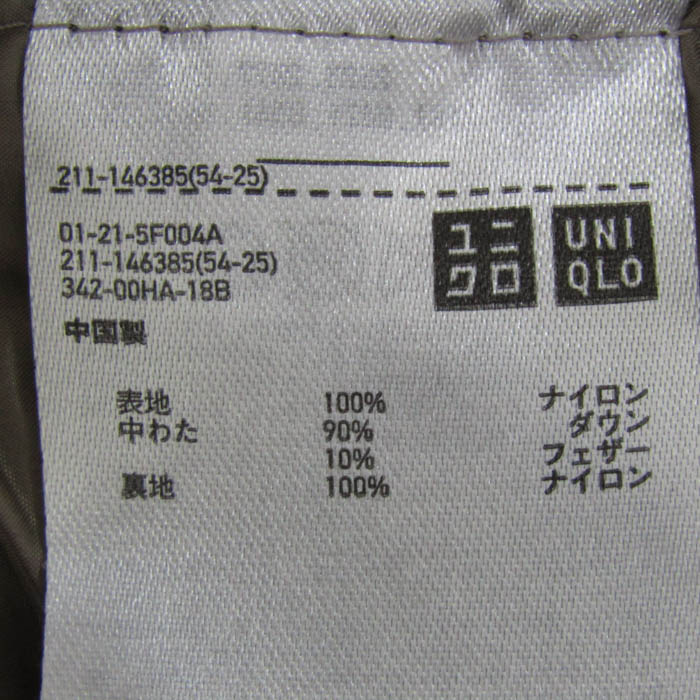 211-146385(54-25)
01-21-5F004A
211-146385(54-25)
342-00HA-18B
中国製
ユニクロ
UNIQLO
表地 100% ナイロン
中わた 90% ダウン
10% フェザー
裏地 100% ナイロン